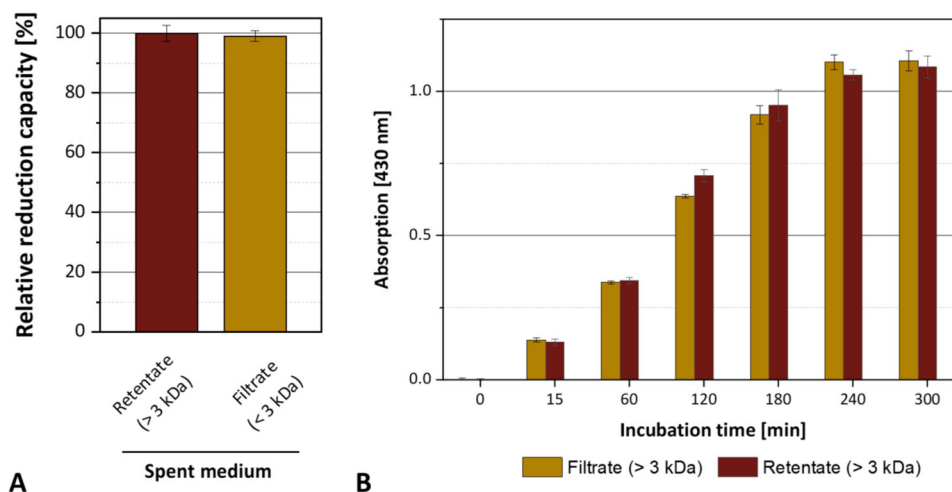 Relative reduction capacity [%]
100
80
60
40
20
0
Retentate
(> 3 kDa)
Filtrate
(< 3 kDa)
Spent medium
A
Absorption [430 nm]
1.0
0.5
0.0
0 15 60 120 180 240 300
Incubation time [min]
Filtrate (> 3 kDa) Retentate (> 3 kDa)
B